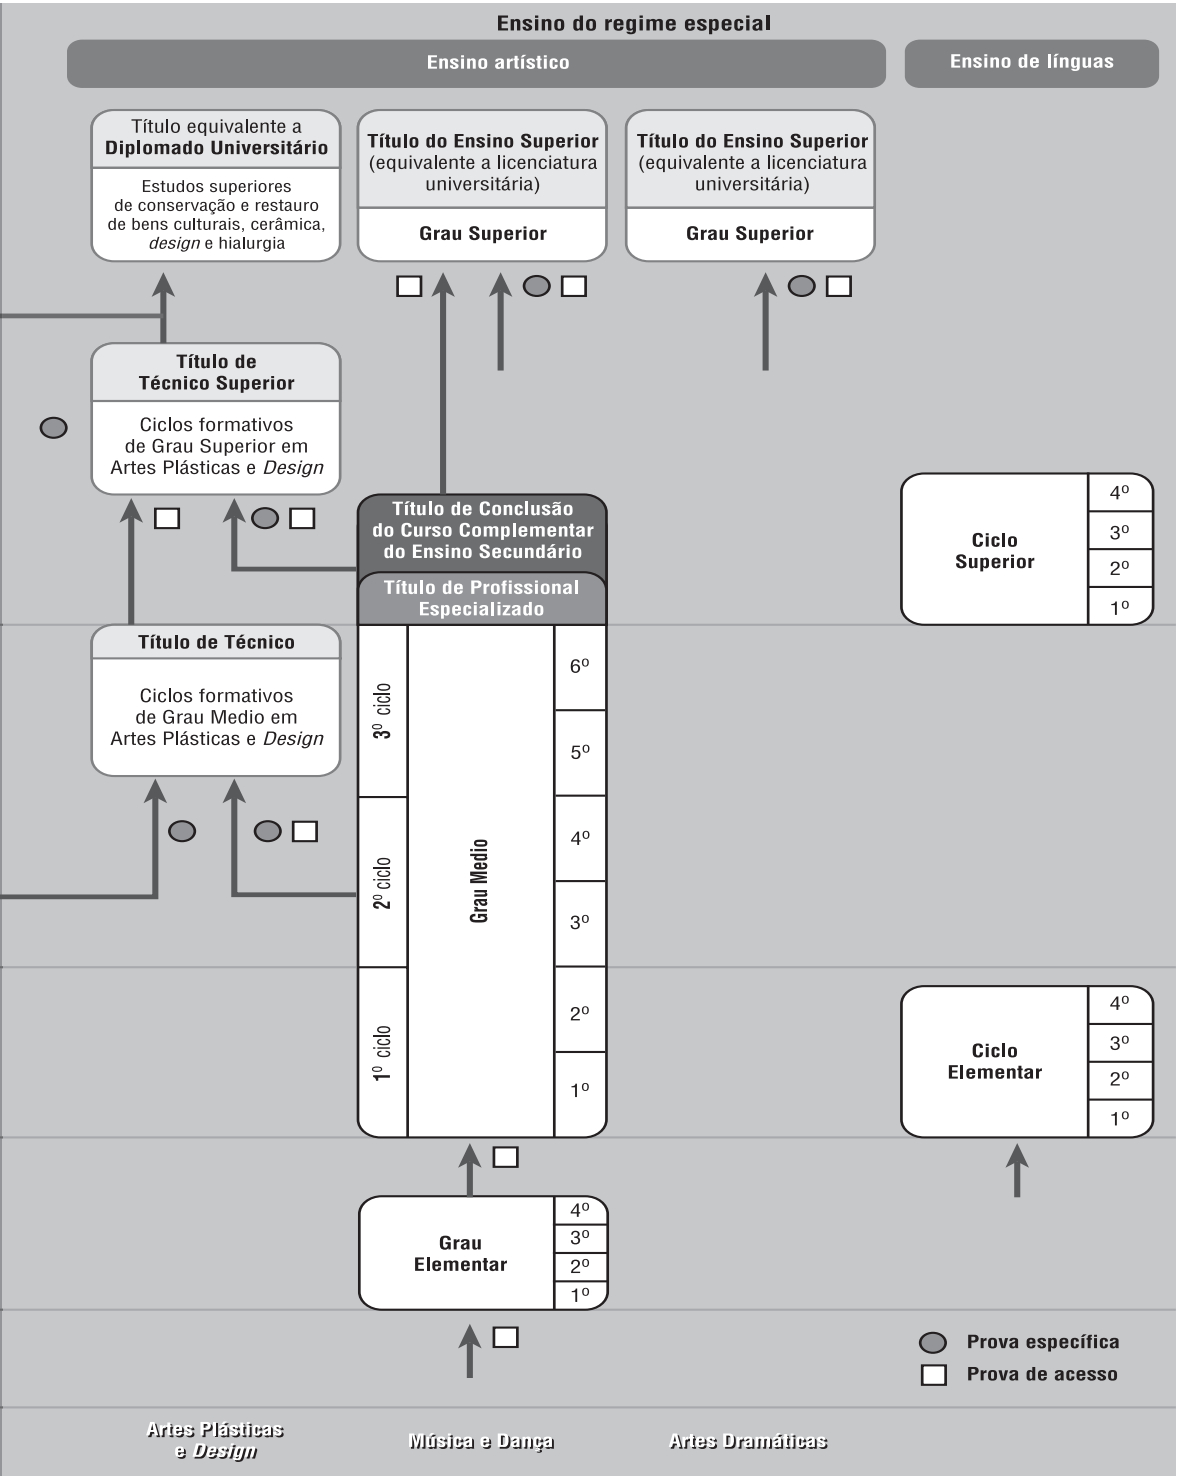 Ensino do regime especial
Ensino artístico
Ensino de línguas
Título equivalente a
Diplomado Universitário
Estudos superiores
de conservação e restauro
de bens culturais, cerâmica,
design e hialurgia
Título do Ensino Superior
(equivalente a licenciatura
universitária)
Grau Superior
Título do Ensino Superior
(equivalente a licenciatura
universitária)
Grau Superior
Título de
Técnico Superior
Ciclos formativos
de Grau Superior em
Artes Plásticas e Design
Título de Conclusão
do Curso Complementar
do Ensino Secundário
Título de Profissional
Especializado
Ciclo
Superior
4º
3º
2º
1º
Título de Técnico
Ciclos formativos
de Grau Medio em
Artes Plásticas e Design
3º ciclo
2º ciclo
1º ciclo
Grau Medio
6º
5º
4º
3º
2º
1º
Ciclo
Elementar
4º
3º
2º
1º
Grau
Elementar
4º
3º
2º
1º
Prova específica
Prova de acesso
Artes Plásticas
e Design
Música e Dança
Artes Dramáticas